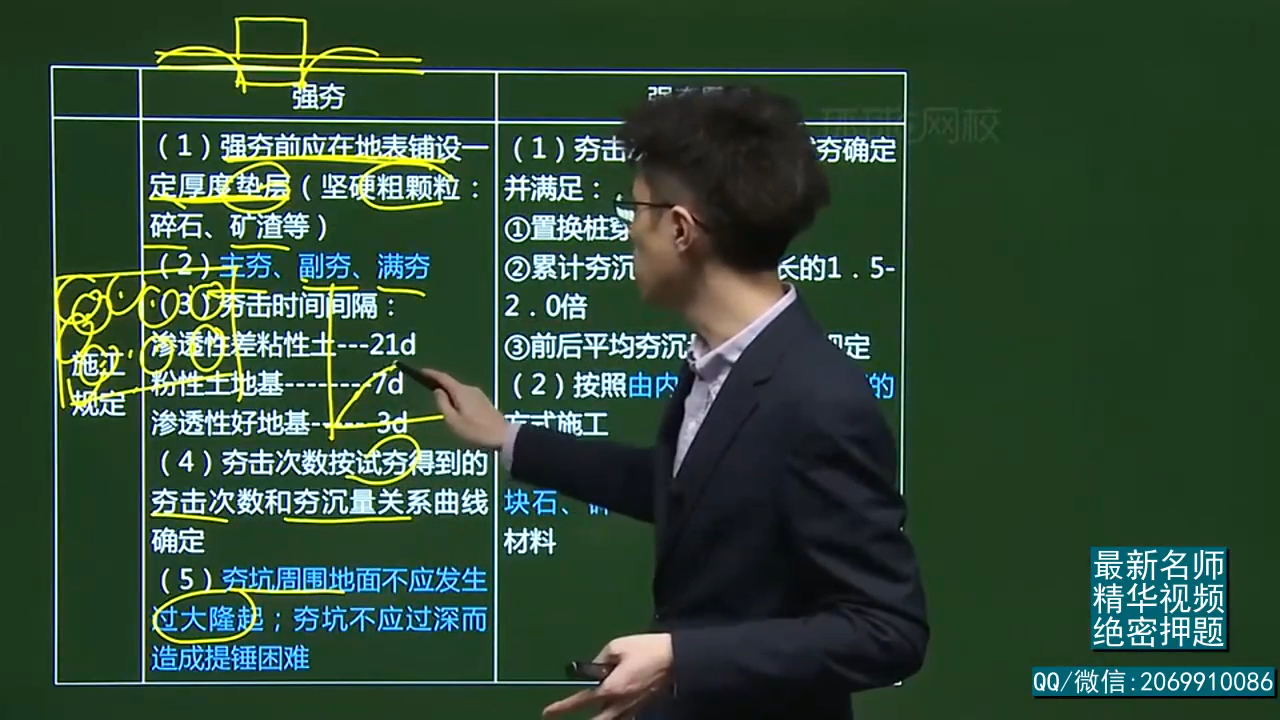 强夯
环球网校
施工
规定
（1）强夯前应在地表铺设一
定厚度垫层（坚硬粗颗粒：
碎石、矿渣等）
（2）主夯、副夯、满夯
（3）夯击时间间隔：
渗透性差粘性土---21d
粉性土地基--------7d
渗透性好地基------3d
（4）夯击次数按试夯得到的
夯击次数和夯沉量关系曲线
确定
（5）夯坑周围地面不应发生
过大隆起；夯坑不应过深而
造成提锤困难
（1）夯击 夯确定
并满足：
①置换桩
②累计夯沉 长的1.5-
2.0倍
③前后平均夯沉 规定
（2）按照由内 的
方式施工
块石、
材料
最新名师
精华视频
绝密押题
QQ/微信:2069910086